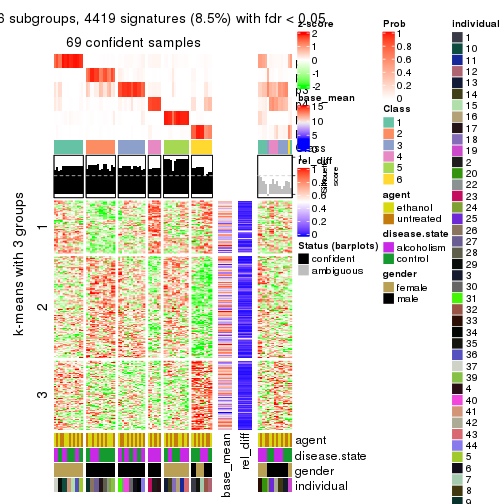 6 subgroups, 4419 signatures (8.5%) with fdr < 0.05
69 confident samples
k-means with 3 groups
1
2
3
agent
disease.state
gender
individual
base_mean
rel_diff
z-score
2
1
0
-1
-2
base_mean
15
10
5
rel_diff
1
0.8
0.6
0.4
0.2
0
Silhouette
score
Status (barplots)
confident
ambiguous
Prob
1
0.8
0.6
0.4
0.2
0
Class
1
2
3
4
5
6
agent
ethanol
untreated
disease.state
alcoholism
control
gender
female
male
individual
1
10
11
12
13
14
15
16
17
18
19
2
20
22
23
24
25
26
27
28
29
3
30
31
32
33
34
35
36
37
39
4
40
41
42
43
44
5
6
7
8
9